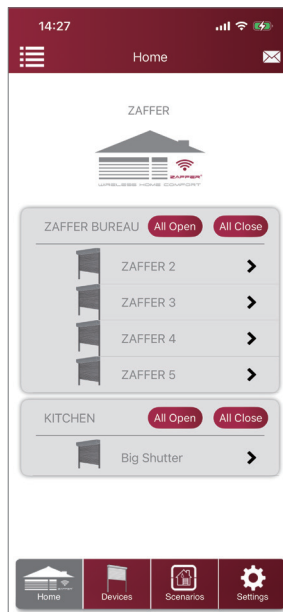 14:27
Home
ZAFFER
ZAFFER
WIRELESS HOME COMFORT
ZAFFER BUREAU All Open All Close
ZAFFER 2
ZAFFER 3
ZAFFER 4
ZAFFER 5
KITCHEN All Open All Close
Big Shutter
Home Devices Scenarios Settings